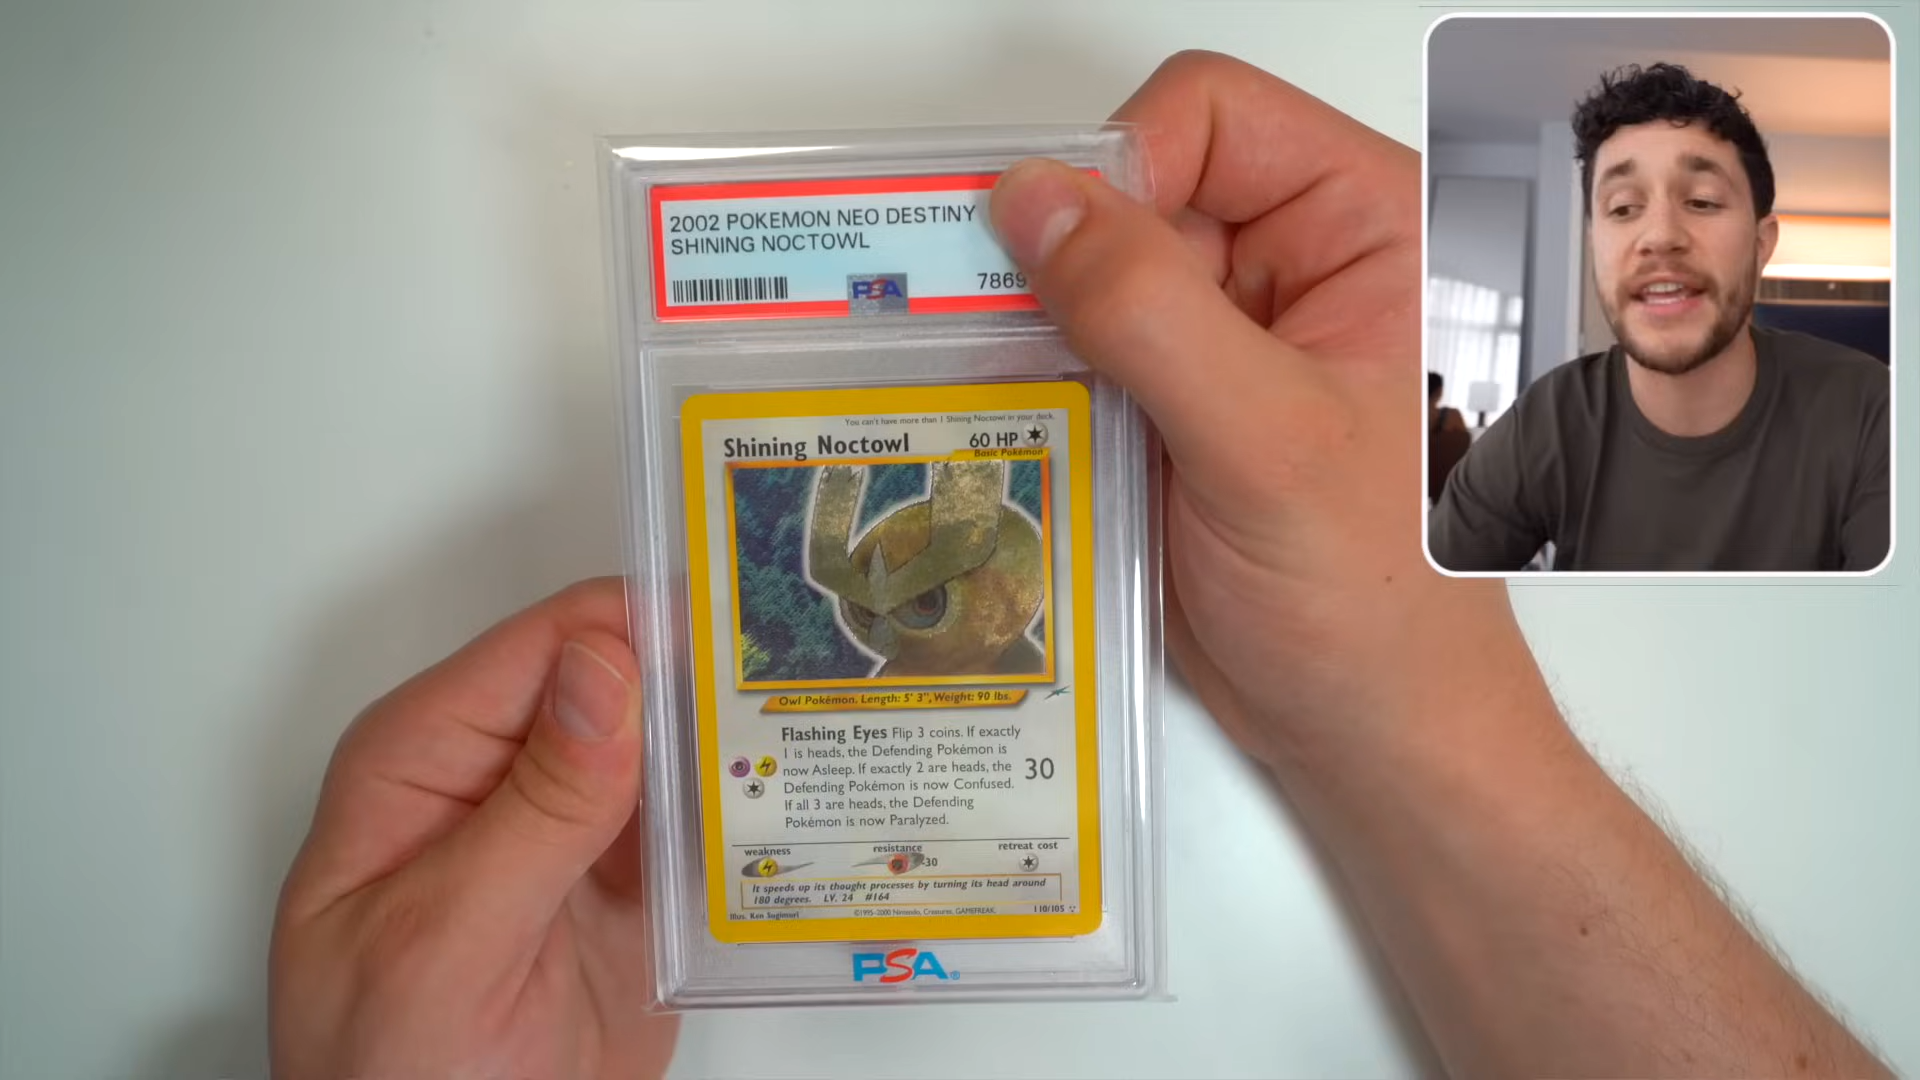 2002 POKEMON NEO DESTINY
SHINING NOCTOWL
PSA
7869
You can't have more than 1 Shining Noctowl in your deck.
Shining Noctowl
60 HP
Basic Pokémon
Owl Pokémon. Length: 5' 3", Weight: 90 lbs.
Flashing Eyes Flip 3 coins. If exactly
1 is heads, the Defending Pokémon is
now Asleep. If exactly 2 are heads, the
Defending Pokémon is now Confused.
If all 3 are heads, the Defending
Pokémon is now Paralyzed.
30
weakness
resistance
-30
retreat cost
It speeds up its thought processes by turning its head around
180 degrees. LV. 24 #164
Illus. Ken Sugimori
©1995-2000 Nintendo, Creatures, GAMEFREAK.
110/105
PSA®